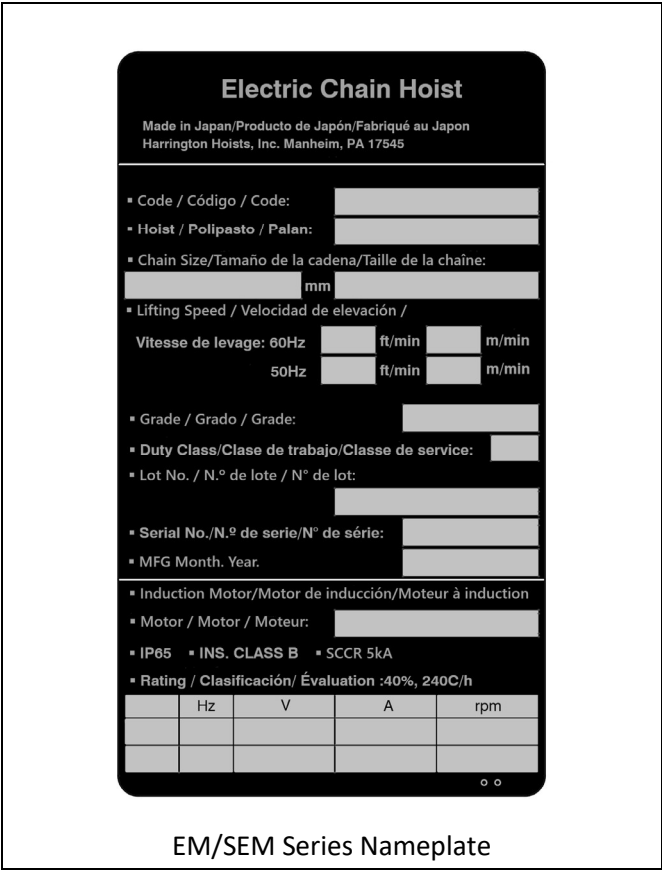 Electric Chain Hoist
Made in Japan/Producto de Japón/Fabriqué au Japon
Harrington Hoists, Inc. Manheim, PA 17545
▪ Code / Código / Code:
▪ Hoist / Polipasto / Palan:
▪ Chain Size/Tamaño de la cadena/Taille de la chaîne:
mm
▪ Lifting Speed / Velocidad de elevación /
Vitesse de levage: 60Hz ft/min m/min
50Hz ft/min m/min
▪ Grade / Grado / Grade:
▪ Duty Class/Clase de trabajo/Classe de service:
▪ Lot No. / N.º de lote / N° de lot:
▪ Serial No./N.º de serie/N° de série:
▪ MFG Month. Year.
▪ Induction Motor/Motor de inducción/Moteur à induction
▪ Motor / Motor / Moteur:
▪ IP65 ▪ INS. CLASS B ▪ SCCR 5kA
▪ Rating / Clasificación/ Évaluation :40%, 240C/h
Hz V A rpm
EM/SEM Series Nameplate